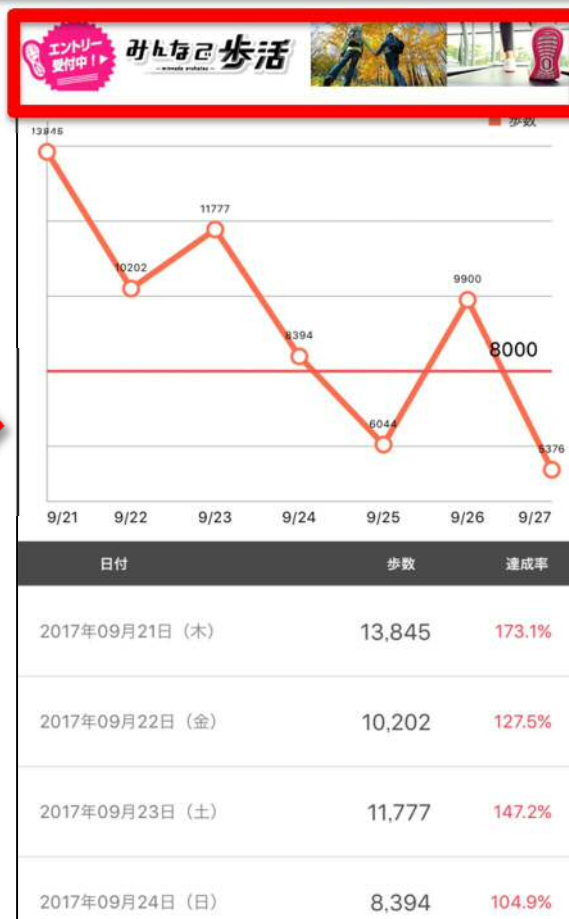 エントリー
受付中！
みんなで歩活
- minnade arukatsu -
歩数
13845
11777
10202
9900
8394
8000
6044
5376
9/21 9/22 9/23 9/24 9/25 9/26 9/27
日付 歩数 達成率
2017年09月21日（木） 13,845 173.1%
2017年09月22日（金） 10,202 127.5%
2017年09月23日（土） 11,777 147.2%
2017年09月24日（日） 8,394 104.9%